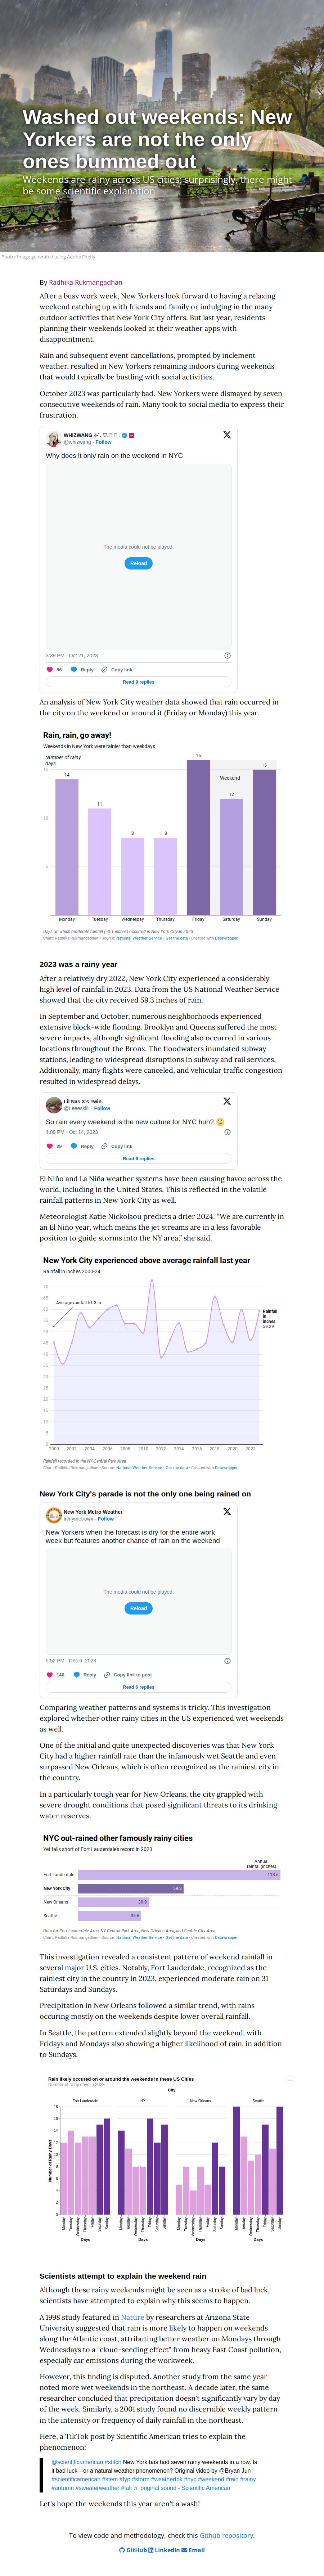 Washed out weekends: New
Yorkers are not the only
ones bummed out
Weekends are rainy across US cities; surprisingly, there might
be some scientific explanation
Photo: Image generated using Adobe Firefly
By Radhika Rukmangadhan
After a busy work week, New Yorkers look forward to having a relaxing
weekend catching up with friends and family or indulging in the many
outdoor activities that New York City offers. But last year, residents
planning their weekends looked at their weather apps with
disappointment.
Rain and subsequent event cancellations, prompted by inclement
weather, resulted in New Yorkers remaining indoors during weekends
that would typically be bustling with social activities.
October 2023 was particularly bad. New Yorkers were dismayed by seven
consecutive weekends of rain. Many took to social media to express their
frustration.
WHIZWANG
@whizwang · Follow
Why does it only rain on the weekend in NYC
The media could not be played.
Reload
3:39 PM · Oct 21, 2023
86 Reply Copy link
Read 9 replies
An analysis of New York City weather data showed that rain occurred in
the city on the weekend or around it (Friday or Monday) this year.
Rain, rain, go away!
Weekends in New York were rainier than weekdays
Number of rainy
days
15
10
5
14
11
8
8
16
12
15
Weekend
Monday Tuesday Wednesday Thursday Friday Saturday Sunday
Days on which moderate rainfall (>0.1 inches) occurred in New York City in 2023.
Chart: Radhika Rukmangadhan • Source: National Weather Service • Get the data • Created with Datawrapper
2023 was a rainy year
After a relatively dry 2022, New York City experienced a considerably
high level of rainfall in 2023. Data from the US National Weather Service
showed that the city received 59.3 inches of rain.
In September and October, numerous neighborhoods experienced
extensive block-wide flooding. Brooklyn and Queens suffered the most
severe impacts, although significant flooding also occurred in various
locations throughout the Bronx. The floodwaters inundated subway
stations, leading to widespread disruptions in subway and rail services.
Additionally, many flights were canceled, and vehicular traffic congestion
resulted in widespread delays.
Lil Nas X's Twin.
· Follow
So rain every weekend is the new culture for NYC huh? 🙄
4:09 PM · Oct 14, 2023
29 Reply Copy link
Read 6 replies
El Niño and La Niña weather systems have been causing havoc across the
world, including in the United States. This is reflected in the volatile
rainfall patterns in New York City as well.
Meteorologist Katie Nickolaou predicts a drier 2024. “We are currently in
an El Niño year, which means the jet streams are in a less favorable
position to guide storms into the NY area,” she said.
New York City experienced above average rainfall last year
Rainfall in inches 2000-24
70
65
60
55
50
45
40
35
30
25
20
15
10
5
0
Average rainfall 51.3 in
Rainfall
in
inches
59.29
2000 2002 2004 2006 2008 2010 2012 2014 2016 2018 2020 2022
Rainfall recorded in the NY-Central Park Area
Chart: Radhika Rukmangadhan • Source: National Weather Service • Get the data • Created with Datawrapper
New York City's parade is not the only one being rained on
New York Metro Weather
@nymetrowx · Follow
New Yorkers when the forecast is dry for the entire work
week but features another chance of rain on the weekend
The media could not be played.
Reload
5:52 PM · Dec 6, 2023
140 Reply Copy link to post
Read 6 replies
Comparing weather patterns and systems is tricky. This investigation
explored whether other rainy cities in the US experienced wet weekends
as well.
One of the initial and quite unexpected discoveries was that New York
City had a higher rainfall rate than the infamously wet Seattle and even
surpassed New Orleans, which is often recognized as the rainiest city in
the country.
In a particularly tough year for New Orleans, the city grappled with
severe drought conditions that posed significant threats to its drinking
water reserves.
NYC out-rained other famously rainy cities
Yet falls short of Fort Lauderdale's record in 2023
Annual
rainfall(inches)
Fort Lauderdale 113.6
New York City 59.3
New Orleans 39.9
Seattle 35.6
Data for Fort Lauderdale Area, NY-Central Park Area, New Orleans Area, and Seattle City Area.
Chart: Radhika Rukmangadhan • Source: National Weather Service • Get the data • Created with Datawrapper
This investigation revealed a consistent pattern of weekend rainfall in
several major U.S. cities. Notably, Fort Lauderdale, recognized as the
rainiest city in the country in 2023, experienced moderate rain on 31
Saturdays and Sundays.
Precipitation in New Orleans followed a similar trend, with rains
occuring mostly on the weekends despite lower overall rainfall.
In Seattle, the pattern extended slightly beyond the weekend, with
Fridays and Mondays also showing a higher likelihood of rain, in addition
to Sundays.
Rain likely occured on or around the weekends in these US Cities
Number of rainy days in 2023
City
Fort Lauderdale NY New Orleans Seattle
Number of Rainy Days
18
16
14
12
10
8
6
4
2
0
Monday Tuesday Wednesday Thursday Friday Saturday Sunday
Monday Tuesday Wednesday Thursday Friday Saturday Sunday
Monday Tuesday Wednesday Thursday Friday Saturday Sunday
Monday Tuesday Wednesday Thursday Friday Saturday Sunday
Days Days Days Days
Scientists attempt to explain the weekend rain
Although these rainy weekends might be seen as a stroke of bad luck,
scientists have attempted to explain why this seems to happen.
A 1998 study featured in Nature by researchers at Arizona State
University suggested that rain is more likely to happen on weekends
along the Atlantic coast, attributing better weather on Mondays through
Wednesdays to a "cloud-seeding effect" from heavy East Coast pollution,
especially car emissions during the workweek.
However, this finding is disputed. Another study from the same year
noted more wet weekends in the northeast. A decade later, the same
researcher concluded that precipitation doesn't significantly vary by day
of the week. Similarly, a 2001 study found no discernible weekly pattern
in the intensity or frequency of daily rainfall in the northeast.
Here, a TikTok post by Scientific American tries to explain the
phenomenon:
@scientificamerican #stitch New York has had seven rainy weekends in a row. Is
it bad luck—or a natural weather phenomenon? Original video by @Bryan Jun
#scientificamerican #stem #fyp #storm #weathertok #nyc #weekend #rain #rainy
#autumn #sweaterweather #fall ♬ original sound - Scientific American
Let's hope the weekends this year aren't a wash!
To view the code and methodology, check this Github repository.
GitHub LinkedIn Email